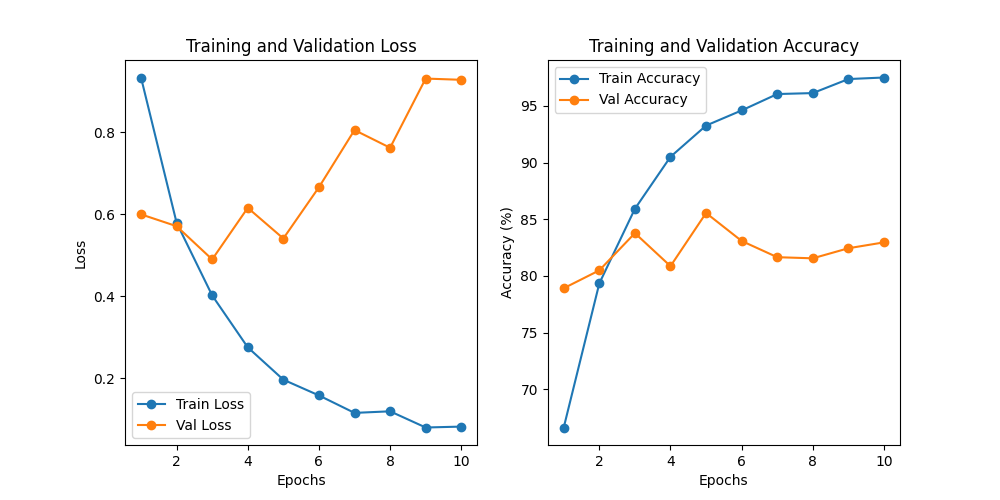 Training and Validation Loss
0.8
0.6
0.4
0.2
Loss
Train Loss
Val Loss
2 4 6 8 10
Epochs
Training and Validation Accuracy
Train Accuracy
Val Accuracy
95
90
85
80
75
70
Accuracy (%)
2 4 6 8 10
Epochs